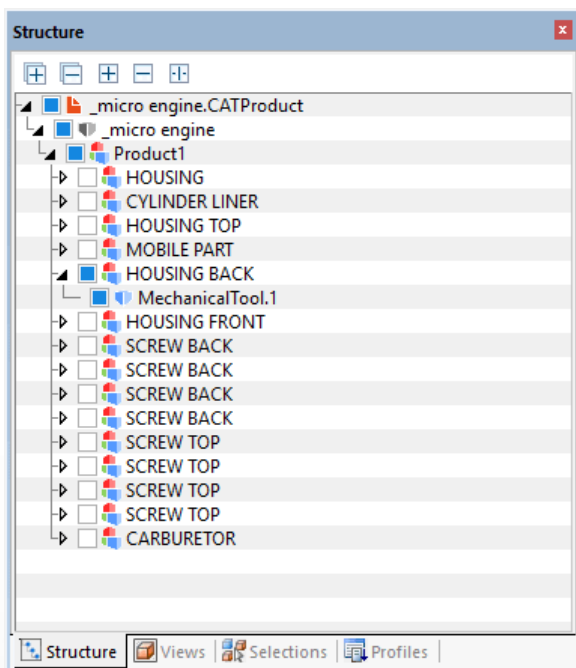 Structure
_micro engine.CATProduct
_micro engine
Product1
HOUSING
CYLINDER LINER
HOUSING TOP
MOBILE PART
HOUSING BACK
MechanicalTool.1
HOUSING FRONT
SCREW BACK
SCREW BACK
SCREW BACK
SCREW BACK
SCREW TOP
SCREW TOP
SCREW TOP
SCREW TOP
CARBURETOR
Structure Views Selections Profiles